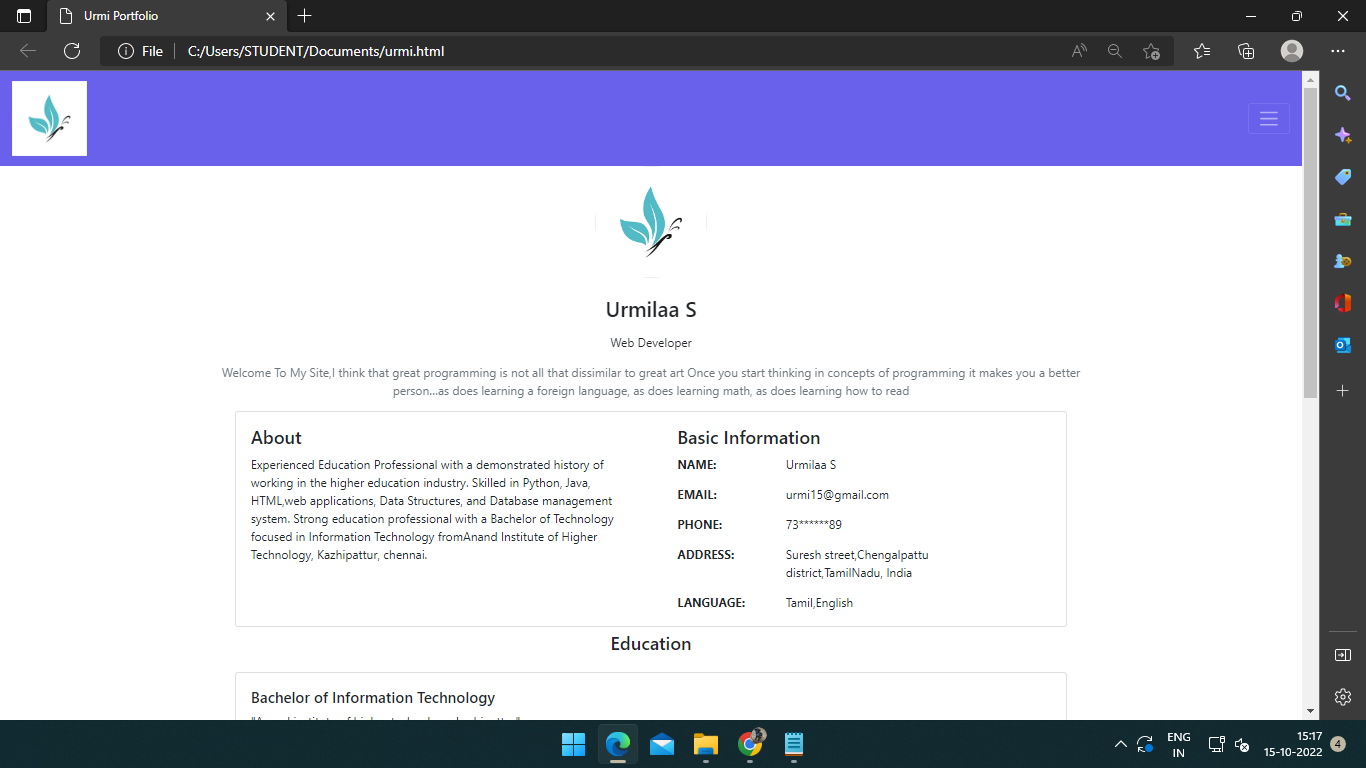 Urmi Portfolio
File
C:/Users/STUDENT/Documents/urmi.html
Urmilaa S
Web Developer
Welcome To My Site,I think that great programming is not all that dissimilar to great art Once you start thinking in concepts of programming it makes you a better
person...as does learning a foreign language, as does learning math, as does learning how to read
About
Experienced Education Professional with a demonstrated history of
working in the higher education industry. Skilled in Python, Java,
HTML,web applications, Data Structures, and Database management
system. Strong education professional with a Bachelor of Technology
focused in Information Technology fromAnand Institute of Higher
Technology, Kazhipattur, chennai.
Basic Information
NAME: Urmilaa S
EMAIL: urmi15@gmail.com
PHONE: 73******89
ADDRESS: Suresh street,Chengalpattu
district,TamilNadu, India
LANGUAGE: Tamil,English
Education
Bachelor of Information Technology
ENG
IN
15:17
15-10-2022
4